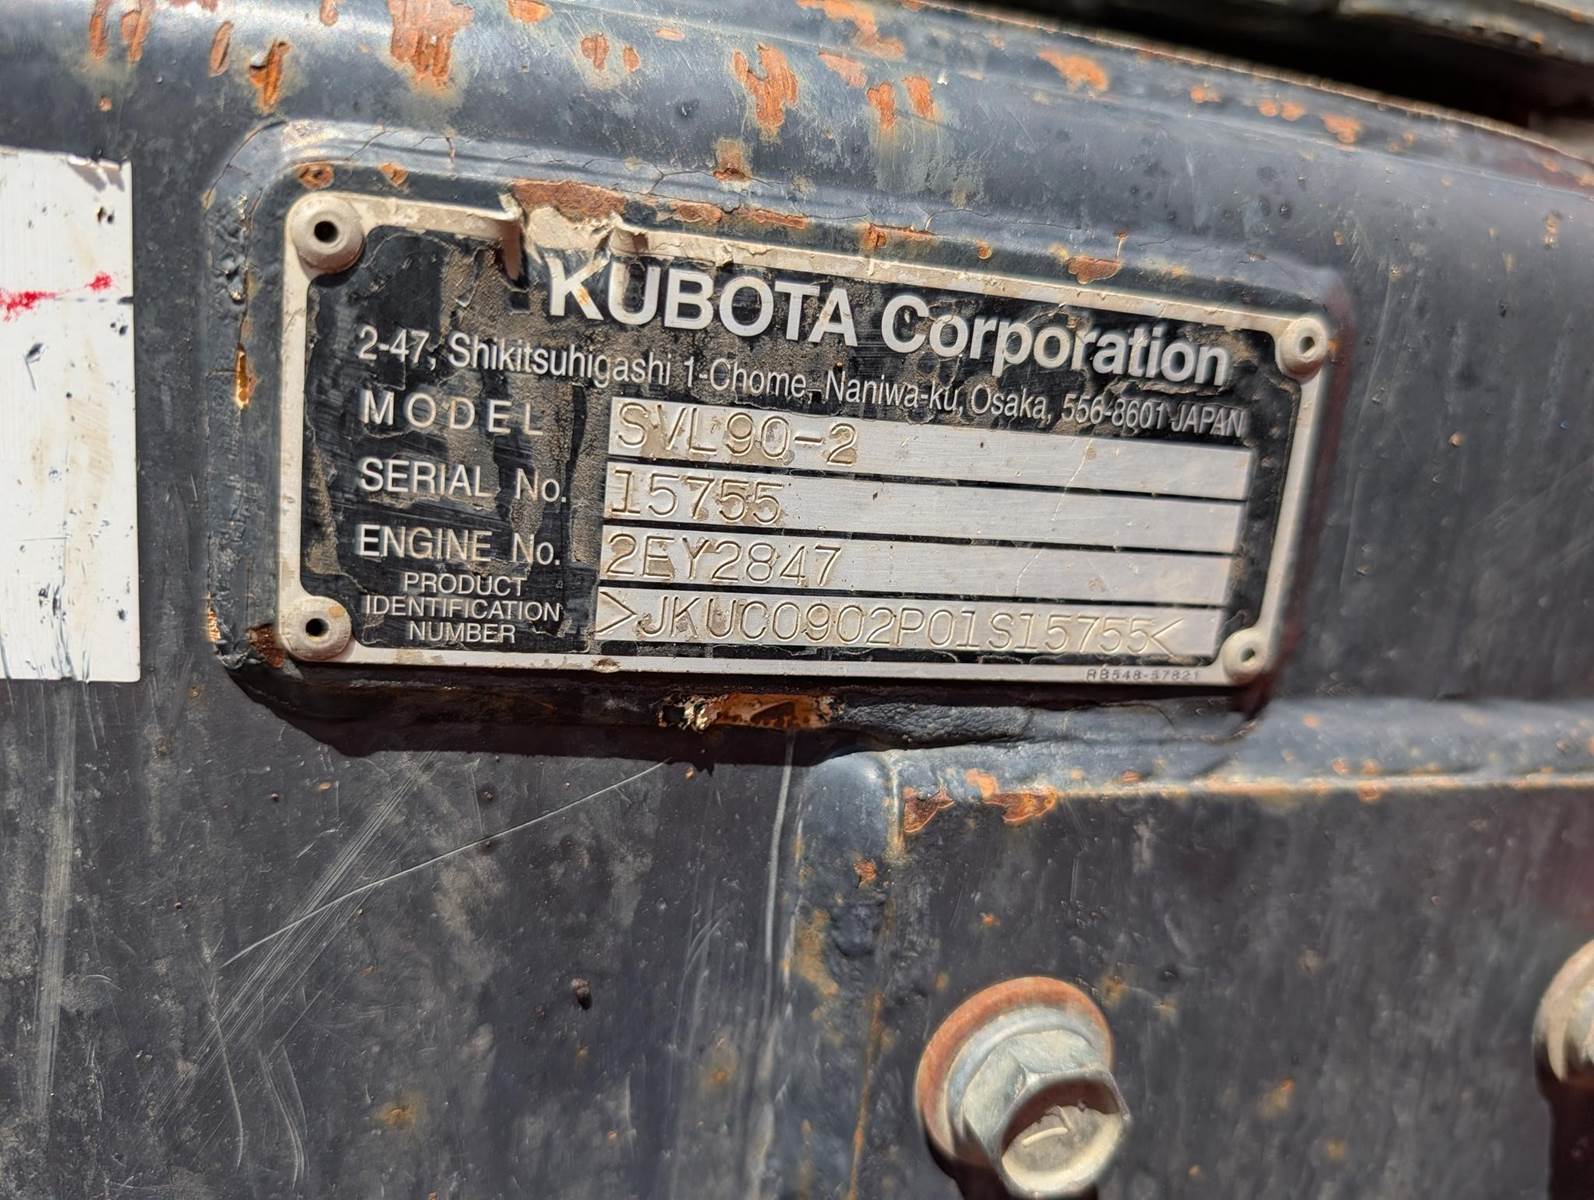 KUBOTA Corporation
2-47, Shikitsuhigashi 1-Chome, Naniwa-ku, Osaka, 556-8601 JAPAN
MODEL SVL90-2
SERIAL No. 15755
ENGINE No. 2EY2847
PRODUCT
IDENTIFICATION
NUMBER
>JKUC0902P01S15755<
RB548-57821